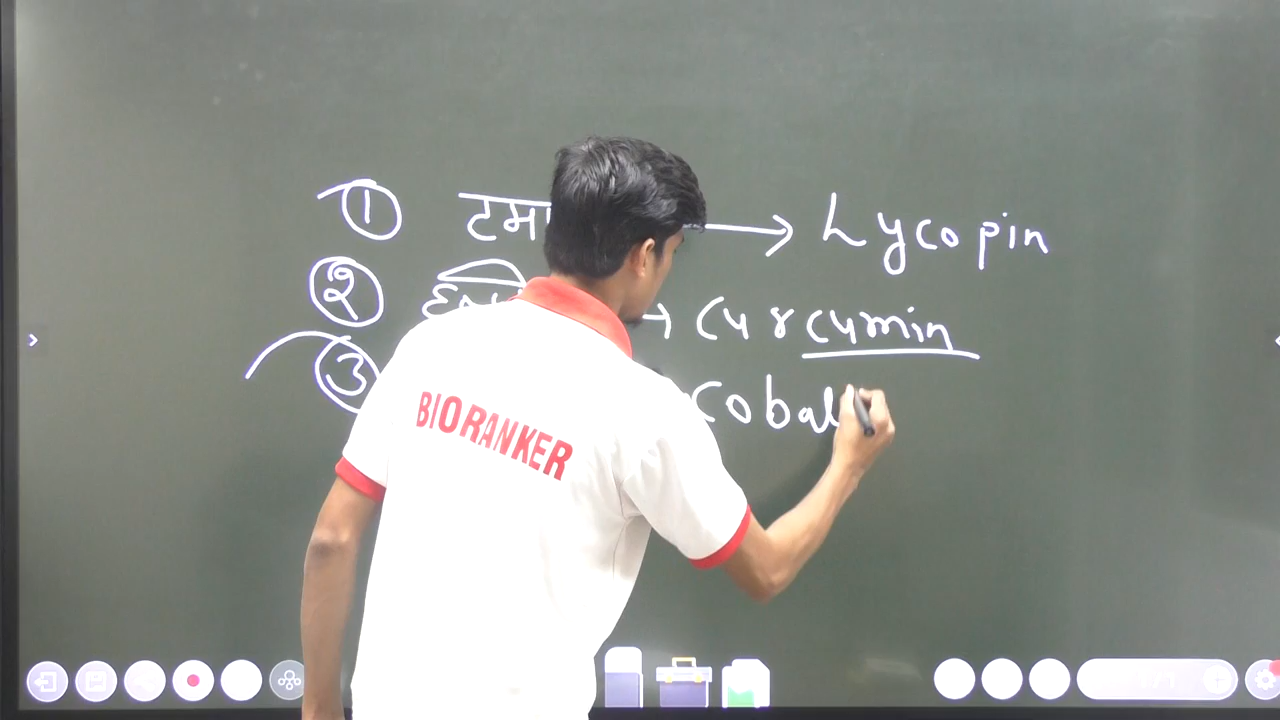 ① टमा → Lycopin
② → Curcumin
③ Cobal
BIORANKER